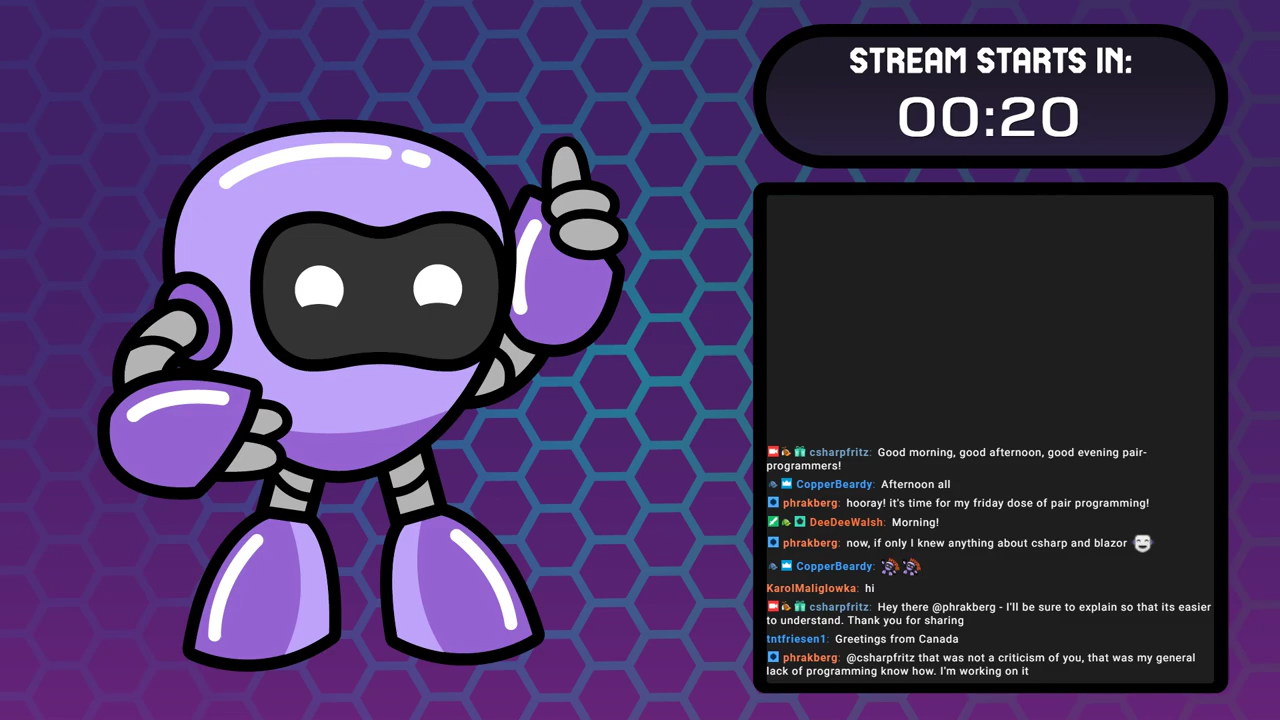 STREAM STARTS IN:
00:20
csharpfritz: Good morning, good afternoon, good evening pair-
programmers!
CopperBeardy: Afternoon all
phrakberg: hooray! it's time for my friday dose of pair programming!
DeeDeeWalsh: Morning!
phrakberg: now, if only I knew anything about csharp and blazor
CopperBeardy:
KarolMaliglowka: hi
csharpfritz: Hey there @phrakberg - I'll be sure to explain so that its easier
to understand. Thank you for sharing
tntfriesen1: Greetings from Canada
phrakberg: @csharpfritz that was not a criticism of you, that was my general
lack of programming know how. I'm working on it